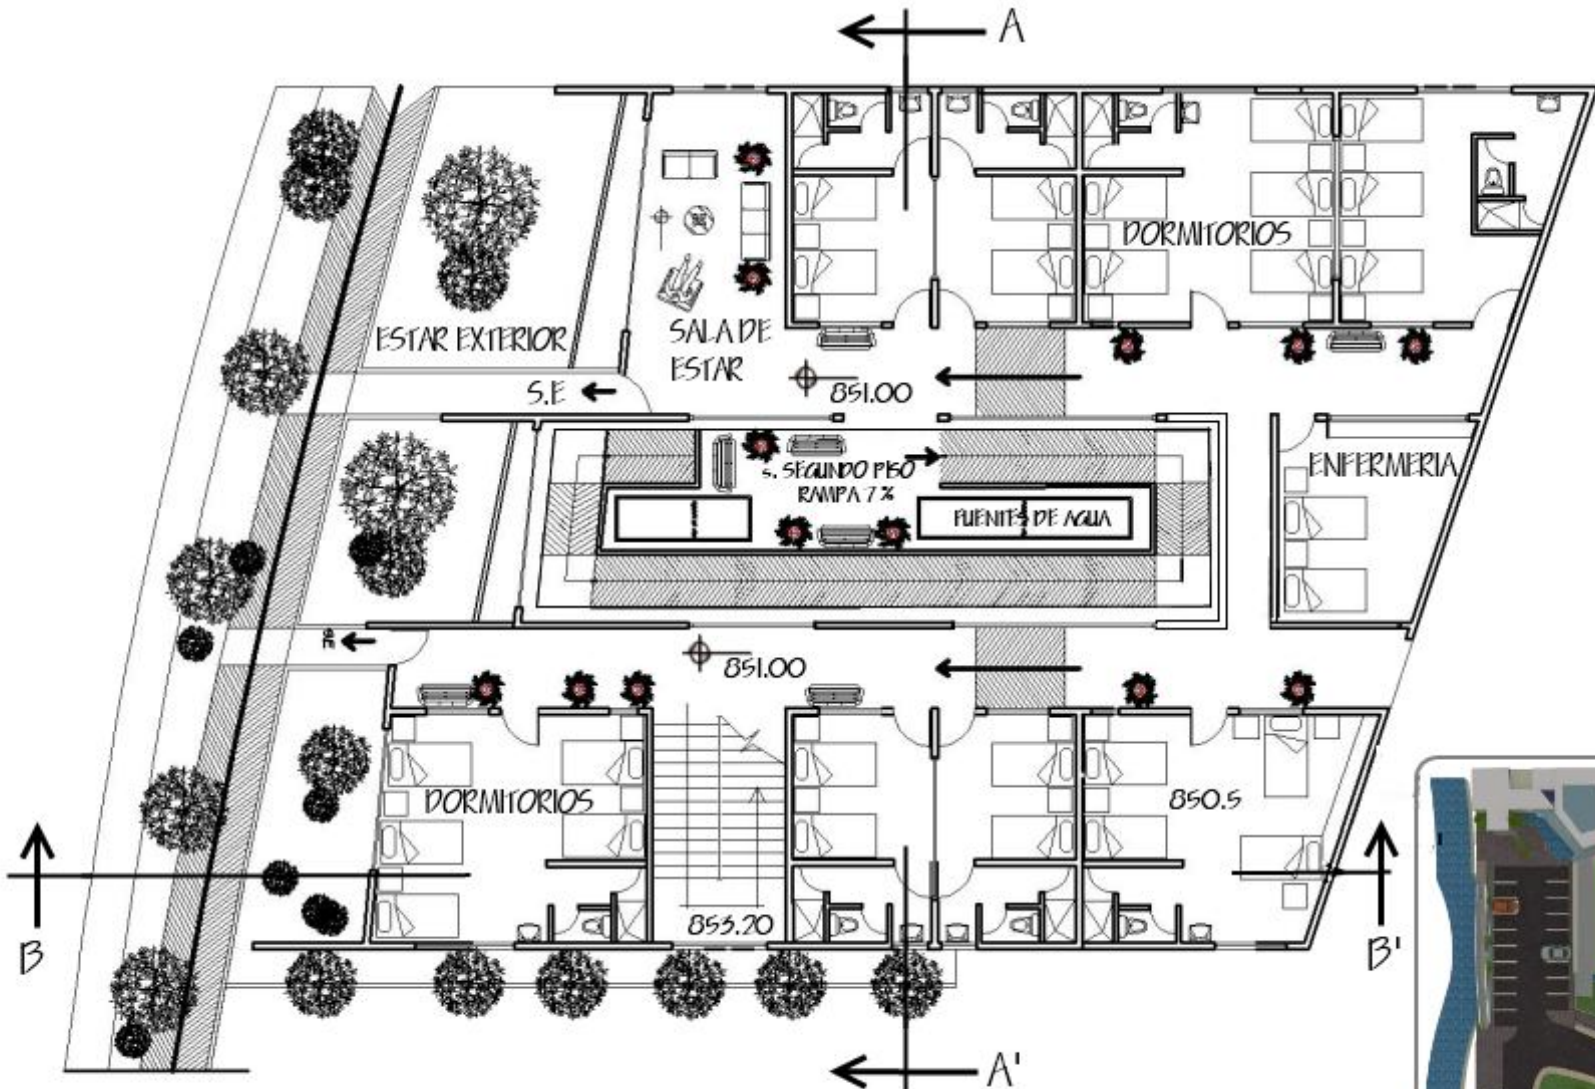 A
DORMITORIOS
ESTAR EXTERIOR
SALA DE
ESTAR
S.E
851.00
S. SEGUNDO PISO
RAMPA 7%
ENFERMERIA
FUENTES DE AGUA
S.E
851.00
DORMITORIOS
850.5
853.20
B
B'
A'